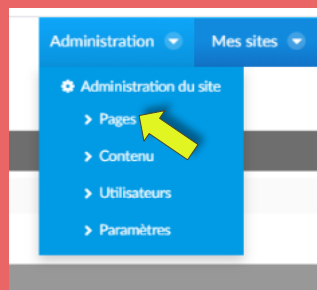 Administration Mes sites
Administration du site
Pages
Contenu
Utilisateurs
Paramètres